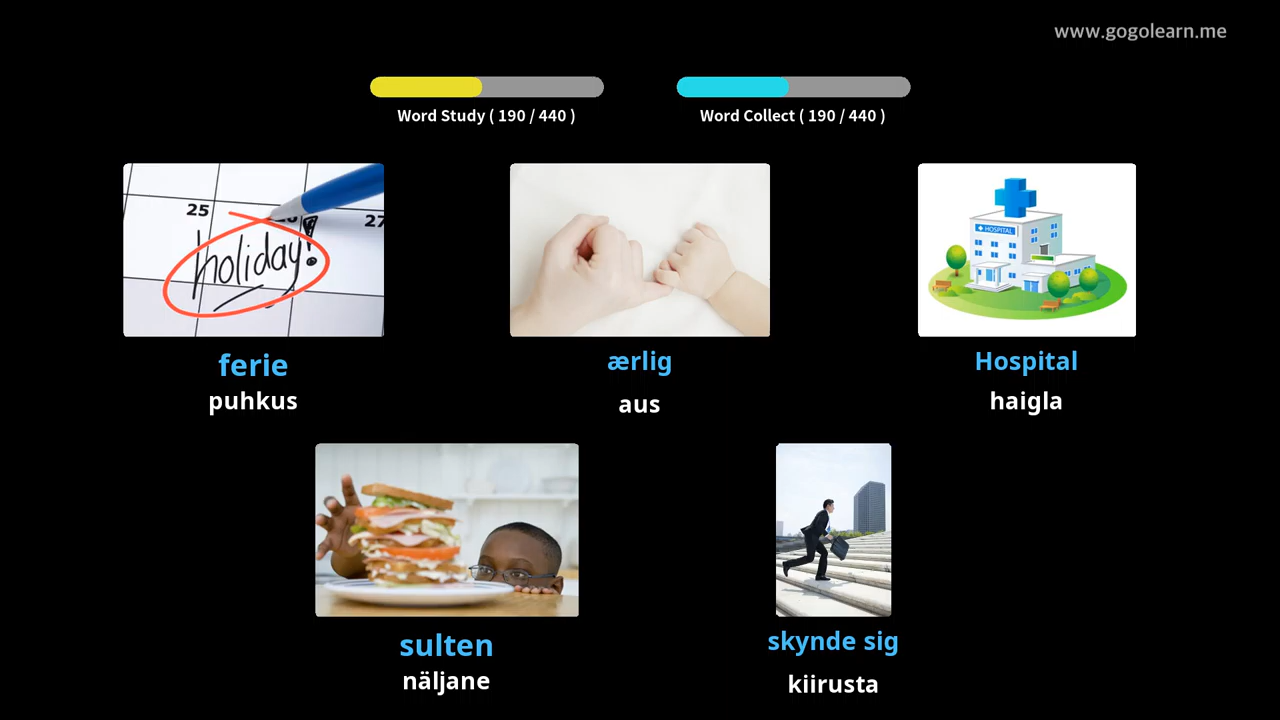 www.gogolearn.me
Word Study ( 190 / 440 )
Word Collect ( 190 / 440 )
25
27
holiday!
HOSPITAL
ferie
puhkus
ærlig
aus
Hospital
haigla
sulten
näljane
skynde sig
kiirusta